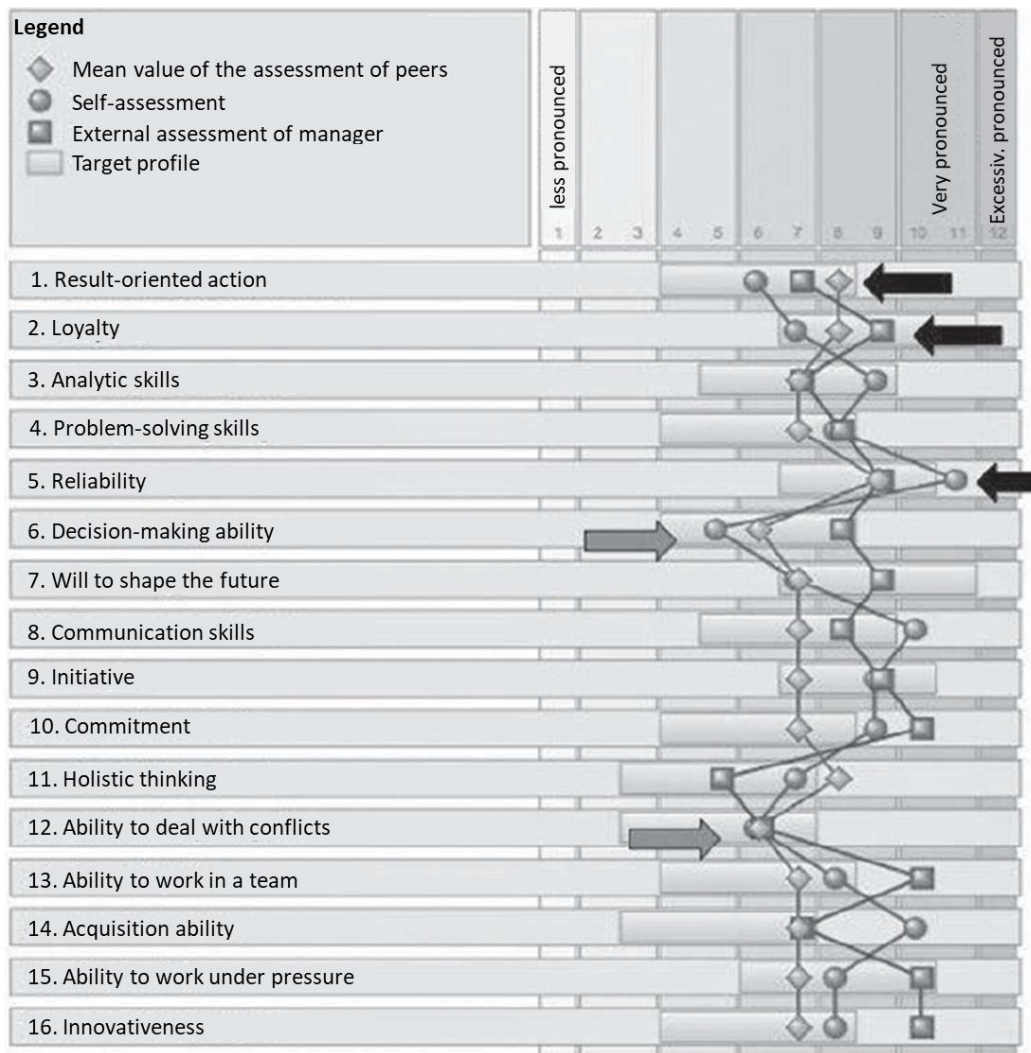 Legend
Mean value of the assessment of peers
Self-assessment
External assessment of manager
Target profile
less pronounced
Very pronounced
Excessiv. pronounced
1 2 3 4 5 6 7 8 9 10 11 12
1. Result-oriented action
2. Loyalty
3. Analytic skills
4. Problem-solving skills
5. Reliability
6. Decision-making ability
7. Will to shape the future
8. Communication skills
9. Initiative
10. Commitment
11. Holistic thinking
12. Ability to deal with conflicts
13. Ability to work in a team
14. Acquisition ability
15. Ability to work under pressure
16. Innovativeness